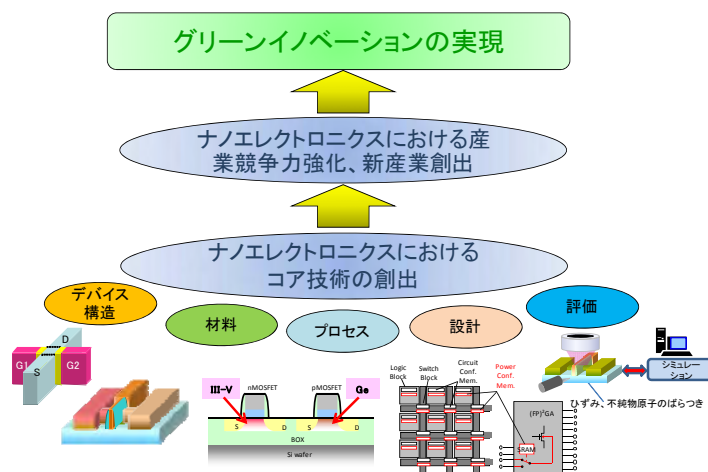 グリーンイノベーションの実現
ナノエレクトロニクスにおける産
業競争力強化、新産業創出
ナノエレクトロニクスにおける
コア技術の創出
デバイス
構造
材料
プロセス
設計
評価
D
G1
G2
S
III-V
nMOSFET
pMOSFET
Ge
S
D
S
D
BOX
Si wafer
Logic
Block
Switch
Block
Circuit
Conf.
Mem.
Power
Conf.
Mem.
シミュレー
ション
ひずみ、不純物原子のばらつき
(FP)²GA
SRAM